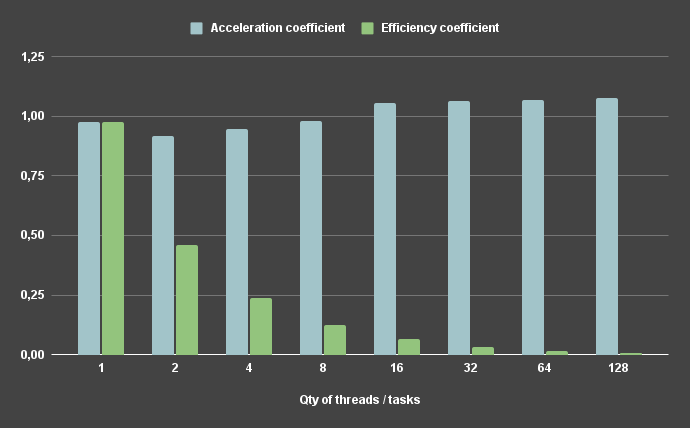 Acceleration coefficient Efficiency coefficient
1,25
1,00
0,75
0,50
0,25
0,00
1 2 4 8 16 32 64 128
Qty of threads / tasks